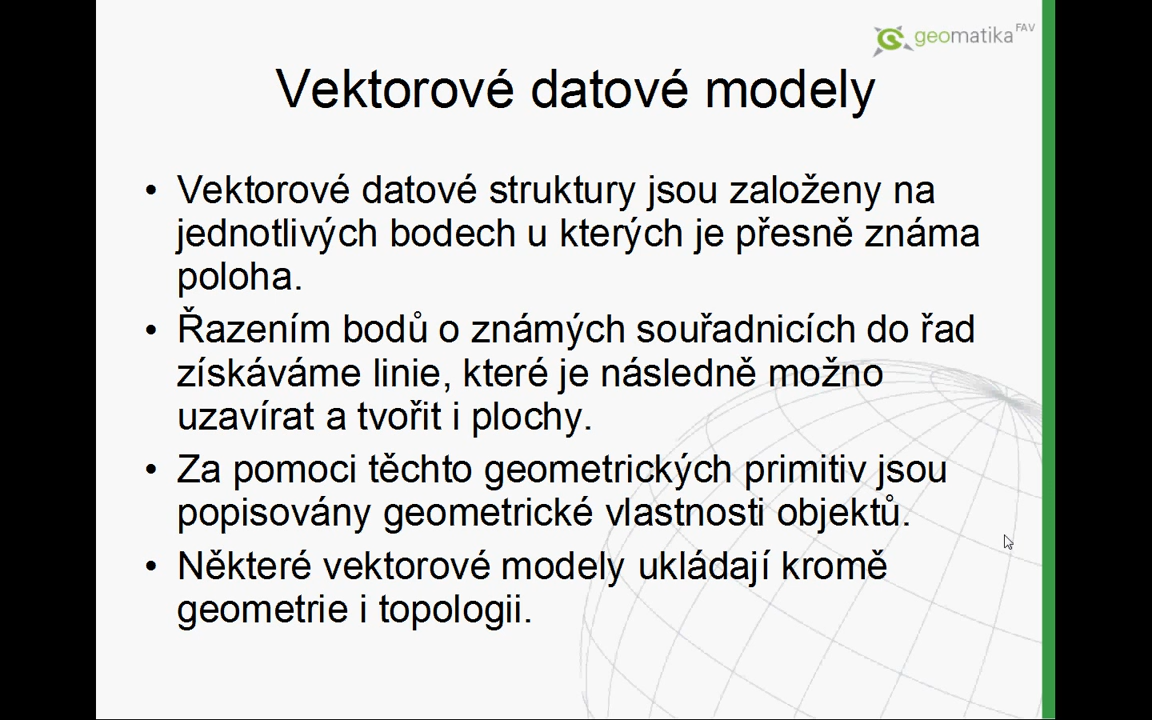 geomatika FAV
Vektorové datové modely
• Vektorové datové struktury jsou založeny na
jednotlivých bodech u kterých je přesně známa
poloha.
• Řazením bodů o známých souřadnicích do řad
získáváme linie, které je následně možno
uzavírat a tvořit i plochy.
• Za pomoci těchto geometrických primitiv jsou
popisovány geometrické vlastnosti objektů.
• Některé vektorové modely ukládají kromě
geometrie i topologii.